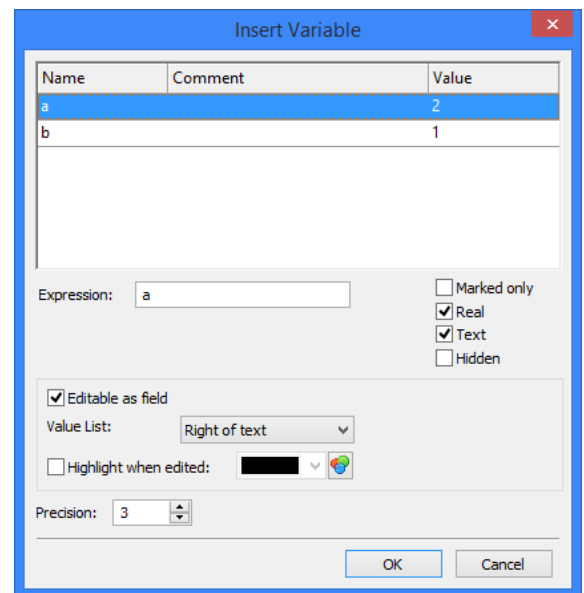 Insert Variable
Name Comment Value
a 2
b 1
Expression: a
Marked only
Real
Text
Hidden
Editable as field
Value List: Right of text
Highlight when edited:
Precision: 3
OK Cancel